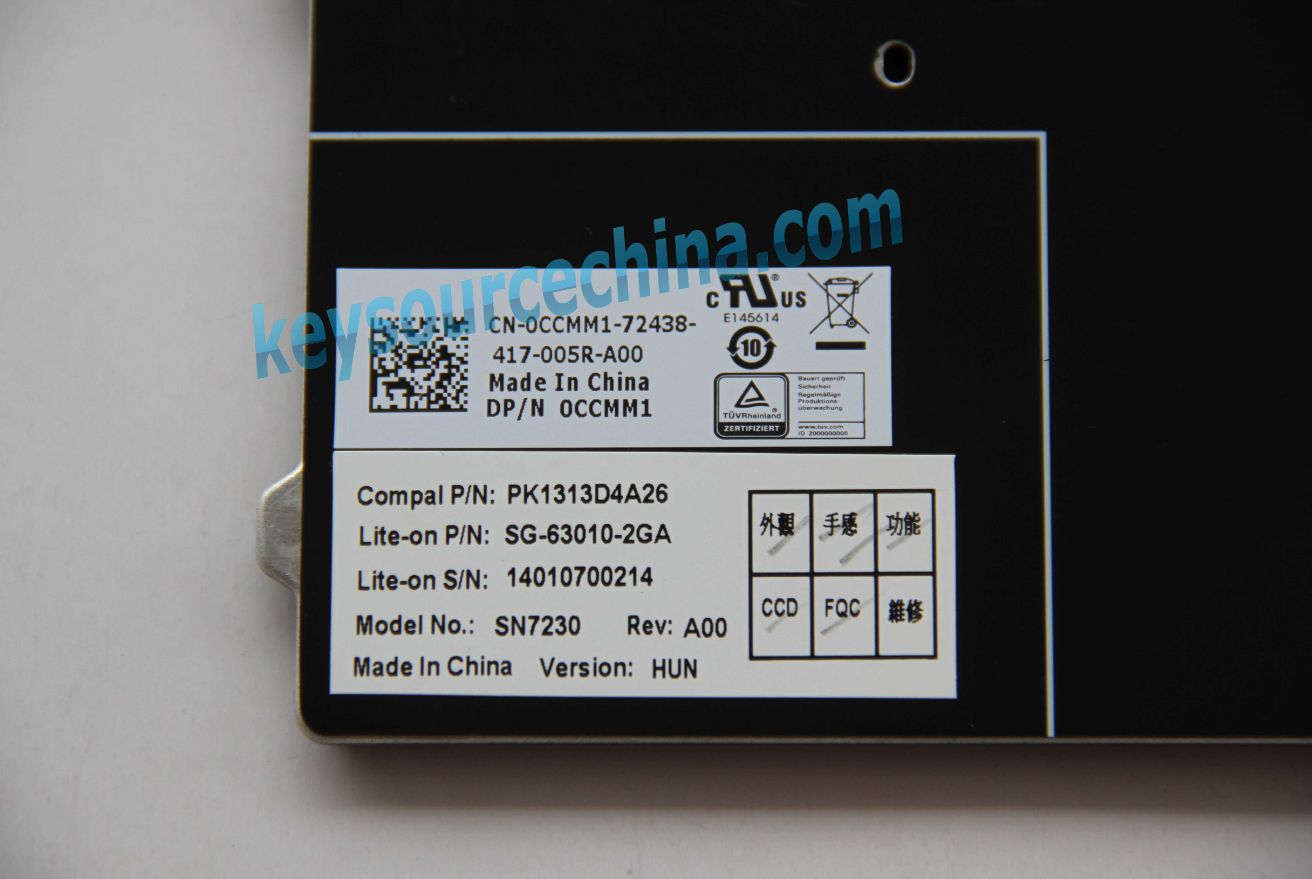 keysourcechina.com
CN-0CCMM1-72438-
417-005R-A00
Made In China
DP/N 0CCMM1
C US
®
E145614
10
TÜVRheinland
®
ZERTIFIZIERT
Bauart geprüft
Sicherheit
Regelmäßige
Produktions
überwachung
www.tuv.com
ID 2000000000
Compal P/N: PK1313D4A26
Lite-on P/N: SG-63010-2GA
Lite-on S/N: 14010700214
Model No.: SN7230 Rev: A00
Made In China Version: HUN
外觀 手感 功能
CCD FQC 維修